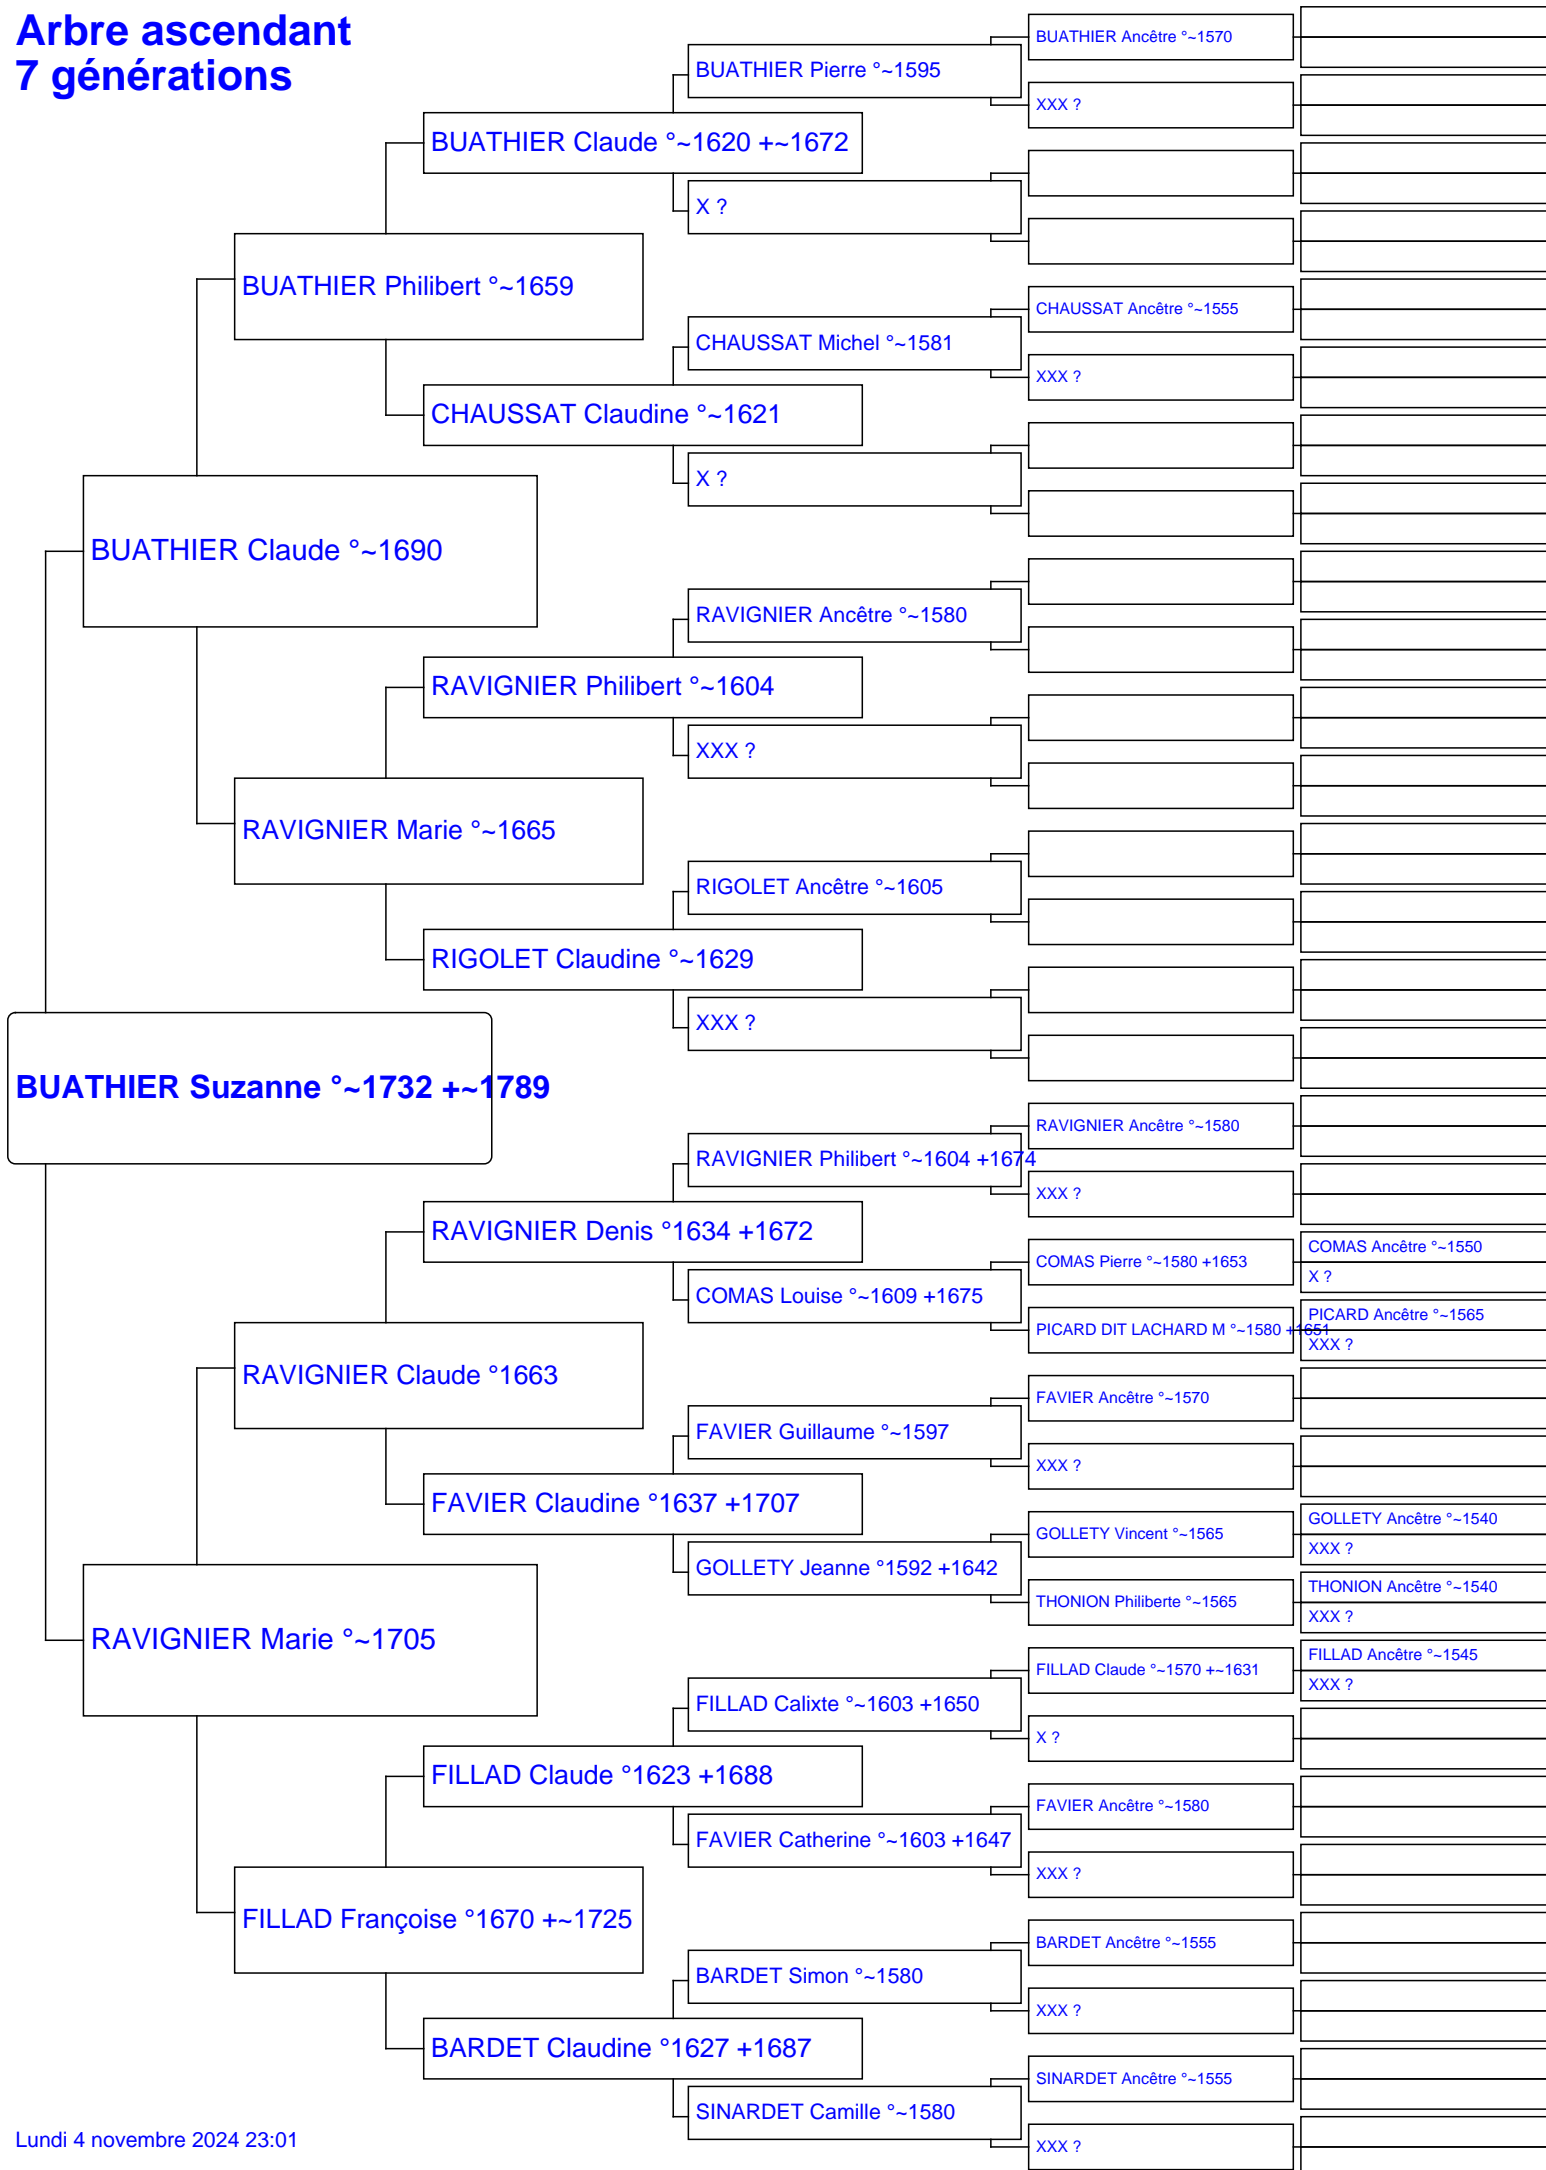 Arbre ascendant
7 générations
BUATHIER Ancêtre °~1570
BUATHIER Pierre °~1595
XXX ?
BUATHIER Claude °~1620 +~1672
X ?
BUATHIER Philibert °~1659
CHAUSSAT Ancêtre °~1555
CHAUSSAT Michel °~1581
XXX ?
CHAUSSAT Claudine °~1621
X ?
BUATHIER Claude °~1690
RAVIGNIER Ancêtre °~1580
RAVIGNIER Philibert °~1604
XXX ?
RAVIGNIER Marie °~1665
RIGOLET Ancêtre °~1605
RIGOLET Claudine °~1629
XXX ?
BUATHIER Suzanne °~1732 +~1789
RAVIGNIER Ancêtre °~1580
RAVIGNIER Philibert °~1604 +1674
XXX ?
RAVIGNIER Denis °1634 +1672
COMAS Ancêtre °~1550
COMAS Pierre °~1580 +1653
X ?
COMAS Louise °~1609 +1675
PICARD Ancêtre °~1565
PICARD DIT LACHARD M °~1580 +1651
XXX ?
RAVIGNIER Claude °1663
FAVIER Ancêtre °~1570
FAVIER Guillaume °~1597
XXX ?
FAVIER Claudine °1637 +1707
GOLLETY Ancêtre °~1540
GOLLETY Vincent °~1565
XXX ?
GOLLETY Jeanne °1592 +1642
THONION Ancêtre °~1540
THONION Philiberte °~1565
XXX ?
RAVIGNIER Marie °~1705
FILLAD Ancêtre °~1545
FILLAD Claude °~1570 +~1631
XXX ?
FILLAD Calixte °~1603 +1650
X ?
FILLAD Claude °1623 +1688
FAVIER Ancêtre °~1580
FAVIER Catherine °~1603 +1647
XXX ?
FILLAD Françoise °1670 +~1725
BARDET Ancêtre °~1555
BARDET Simon °~1580
XXX ?
BARDET Claudine °1627 +1687
SINARDET Ancêtre °~1555
SINARDET Camille °~1580
XXX ?
Lundi 4 novembre 2024 23:01